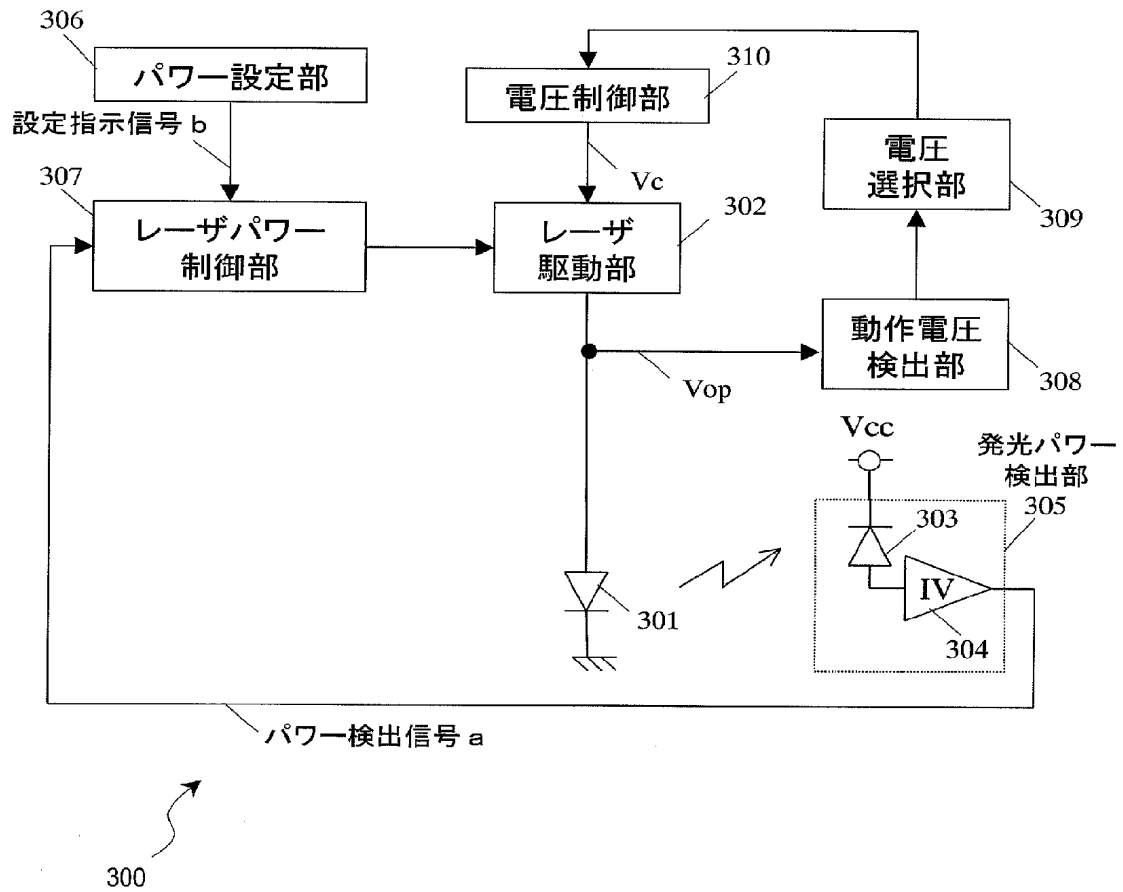 306
パワー設定部
設定指示信号b
307
レーザパワー
制御部
310
電圧制御部
Vc
302
レーザ
駆動部
電圧
選択部
309
動作電圧
検出部
308
Vop
Vcc
発光パワー
検出部
305
303
IV
304
301
パワー検出信号a
300